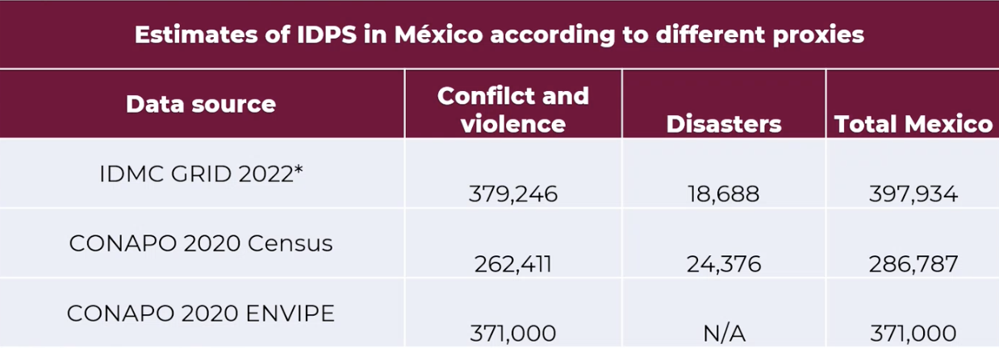 Estimates of IDPS in México according to different proxies
Data source
Confilct and
violence
Disasters
Total Mexico
IDMC GRID 2022*
379,246
18,688
397,934
CONAPO 2020 Census
262,411
24,376
286,787
CONAPO 2020 ENVIPE
371,000
N/A
371,000